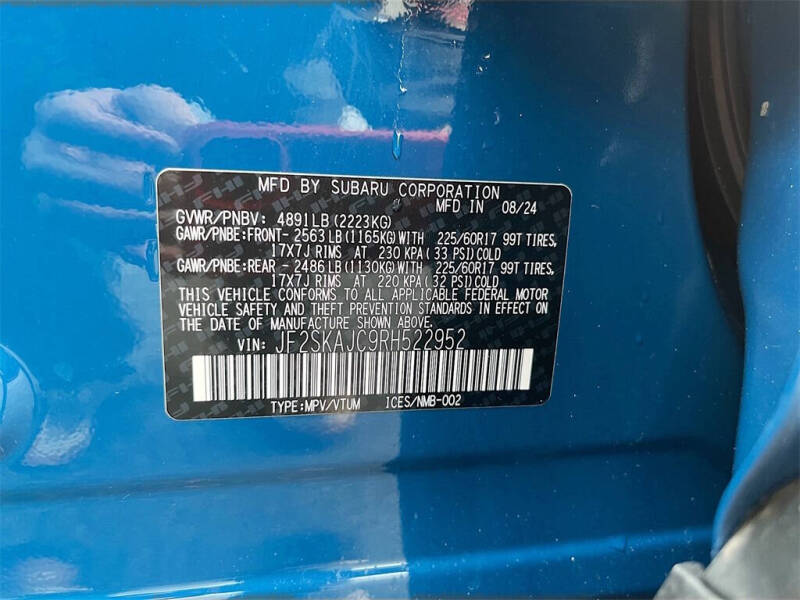 MFD BY SUBARU CORPORATION
MFD IN 08/24
GVWR/PNBV: 4891LB(2223KG)
GAWR/PNBE:FRONT- 2563LB(1165KG)WITH 225/60R17 99T TIRES,
17X7J RIMS AT 230 KPA( 33 PSI)COLD
GAWR/PNBE:REAR - 2486LB(1130KG)WITH 225/60R17 99T TIRES,
17X7J RIMS AT 220 KPA( 32 PSI)COLD
THIS VEHICLE CONFORMS TO ALL APPLICABLE FEDERAL MOTOR
VEHICLE SAFETY AND THEFT PREVENTION STANDARDS IN EFFECT
ON THE DATE OF MANUFACTURE SHOWN ABOVE.
VIN: JF2SKAJC9RH522952
TYPE:MPV/VTUM ICES/NMB-002